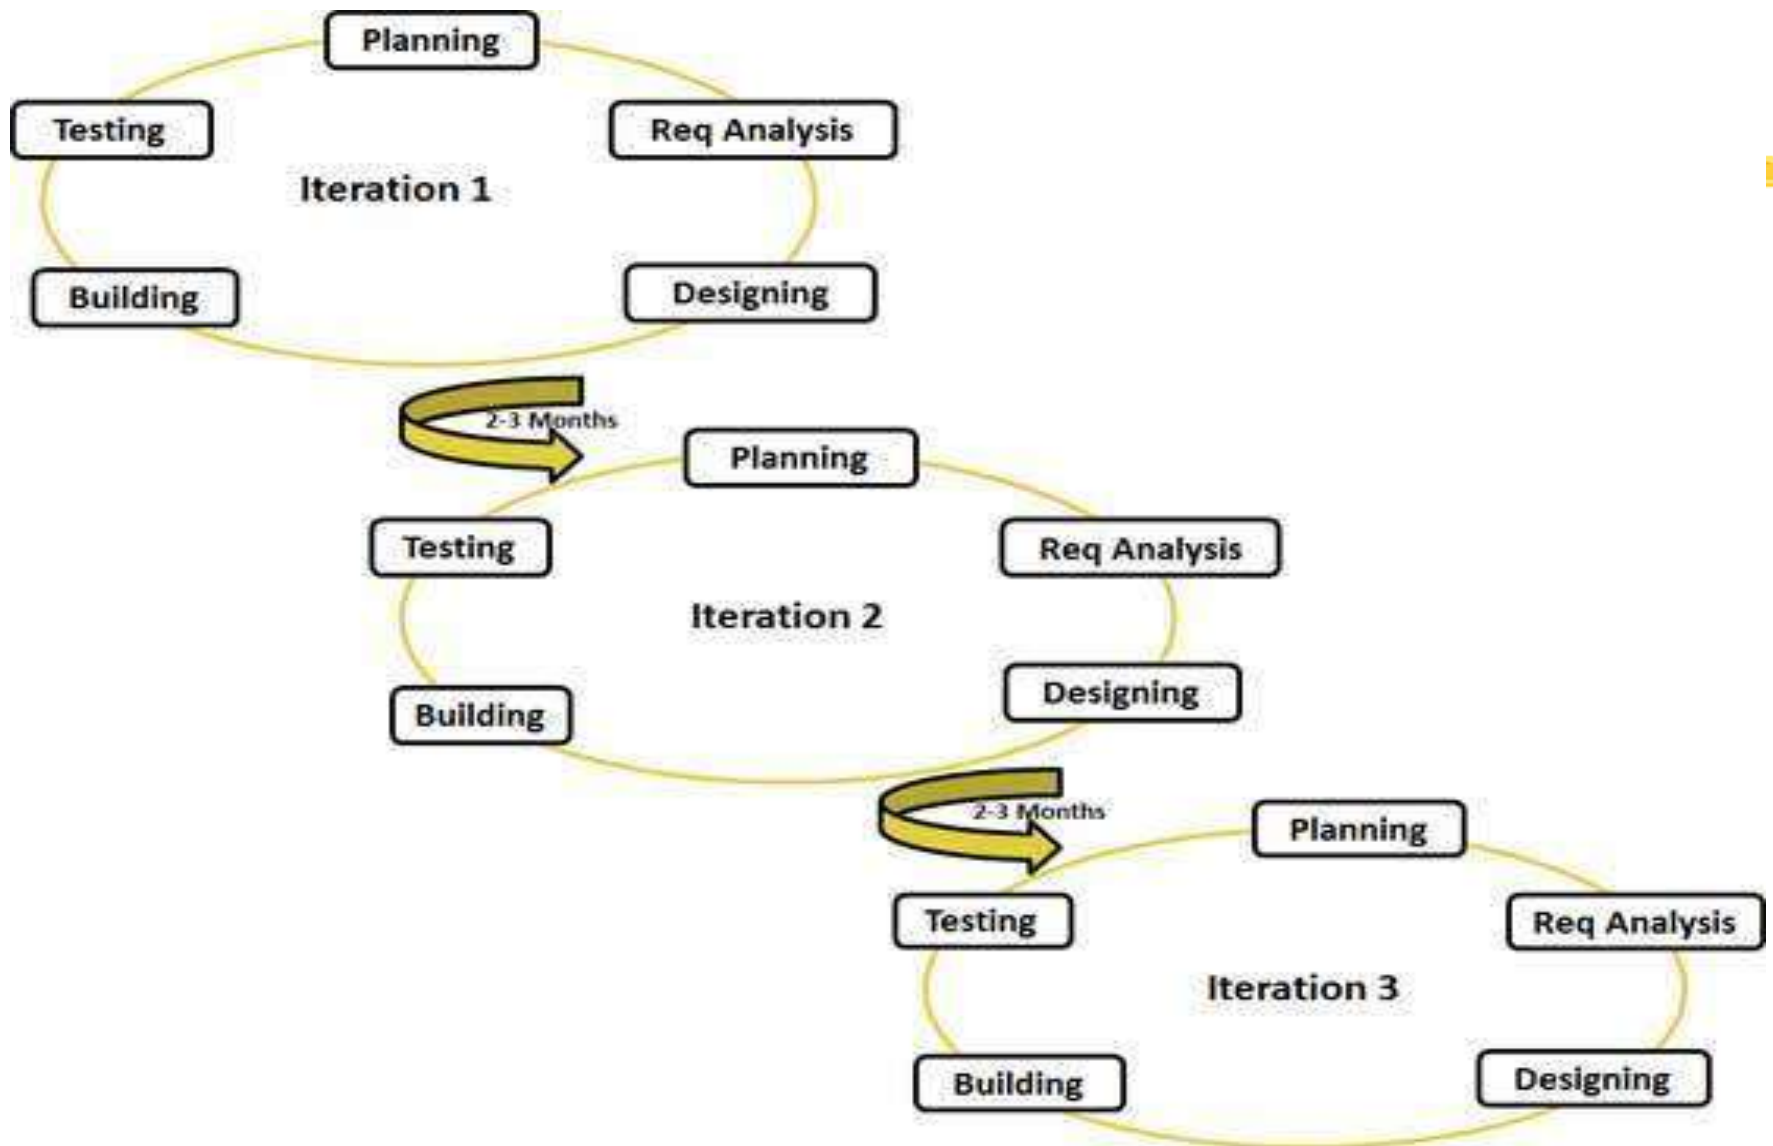 Planning
Testing
Req Analysis
Iteration 1
Building
Designing
2-3 Months
Planning
Testing
Req Analysis
Iteration 2
Building
Designing
2-3 Months
Planning
Testing
Req Analysis
Iteration 3
Building
Designing